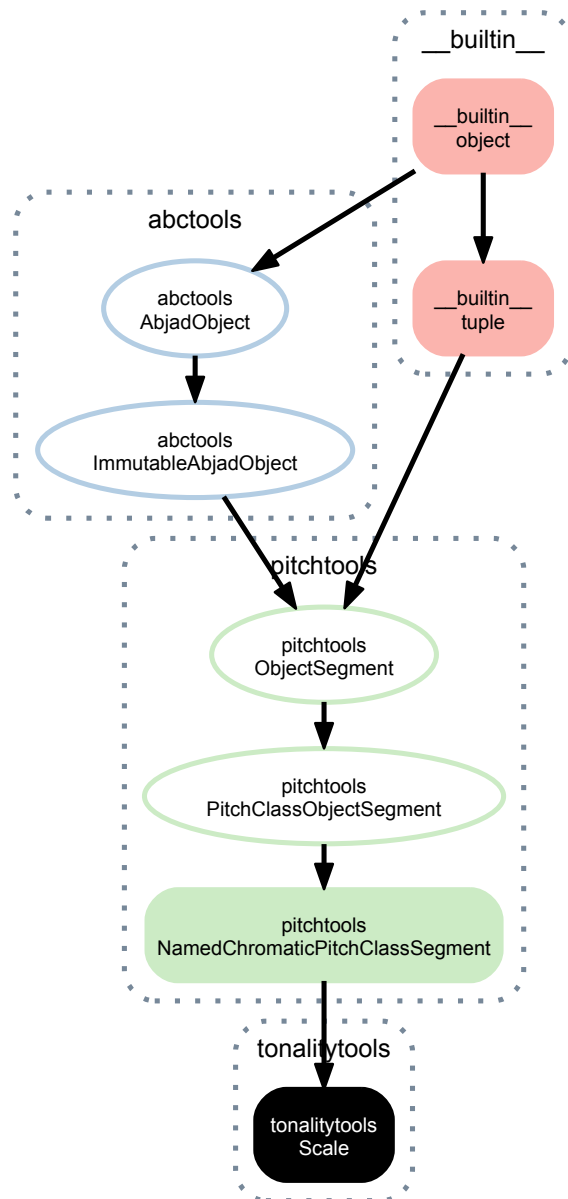 __builtin__
__builtin__
object
abctools
abctools
AbjadObject
__builtin__
tuple
abctools
ImmutableAbjadObject
pitchtools
pitchtools
ObjectSegment
pitchtools
PitchClassObjectSegment
pitchtools
NamedChromaticPitchClassSegment
tonalitytools
tonalitytools
Scale